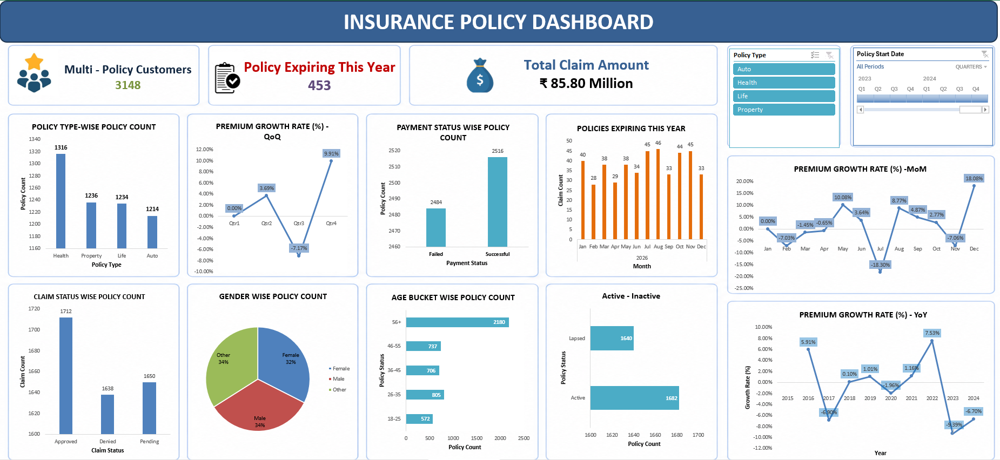 INSURANCE POLICY DASHBOARD
Multi - Policy Customers
3148
Policy Expiring This Year
453
Total Claim Amount
₹ 85.80 Million
$
Policy Type
Auto
Health
Life
Property
Policy Start Date
All Periods
QUARTERS
2023 2024
Q1 Q2 Q3 Q4 Q1 Q2 Q3 Q4
POLICY TYPE-WISE POLICY COUNT
Policy Count
1340
1320
1300
1280
1260
1240
1220
1200
1180
1160
1316
1236
1234
1214
Health Property Life Auto
Policy Type
PREMIUM GROWTH RATE (%) -
QoQ
12.00%
10.00%
8.00%
6.00%
4.00%
2.00%
0.00%
-2.00%
-4.00%
-6.00%
-8.00%
-10.00%
0.00%
3.69%
-7.17%
9.91%
Qtr1 Qtr2 Qtr3 Qtr4
PAYMENT STATUS WISE POLICY
COUNT
Policy Count
2520
2510
2500
2490
2480
2470
2460
2484
2516
Failed Successful
Payment Status
POLICIES EXPIRING THIS YEAR
Claim Count
50
45
40
35
30
25
20
15
10
5
0
40 28 38 29 38 34 45 46 33 44 45 33
Jan Feb Mar Apr May Jun Jul Aug Sep Oct Nov Dec
2026
Month
PREMIUM GROWTH RATE (%) -MoM
20.00%
15.00%
10.00%
5.00%
0.00%
-5.00%
-10.00%
-15.00%
-20.00%
-25.00%
0.00%
-7.03%
-1.45%
-0.65%
10.08%
3.64%
-18.30%
8.77%
4.87%
2.77%
-7.06%
18.08%
Jan Feb Mar Apr May Jun Jul Aug Sep Oct Nov Dec
CLAIM STATUS WISE POLICY COUNT
Claim Count
1720
1700
1680
1660
1640
1620
1600
1712
1638
1650
Approved Denied Pending
Claim Status
GENDER WISE POLICY COUNT
Other
34%
Female
32%
Male
34%
Female
Male
Other
AGE BUCKET WISE POLICY COUNT
Policy Status
56+ 2180
46-55 737
36-45 706
26-35 805
18-25 572
0 500 1000 1500 2000 2500
Policy Count
Active - Inactive
Policy Status
Lapsed 1640
Active 1682
1600 1620 1640 1660 1680 1700
Policy Count
PREMIUM GROWTH RATE (%) - YoY
Growth Rate (%)
10.00%
8.00%
6.00%
4.00%
2.00%
0.00%
-2.00%
-4.00%
-6.00%
-8.00%
-10.00%
-12.00%
5.91%
-6.90%
0.10%
1.01%
-1.96%
1.16%
7.53%
-9.39%
-6.70%
2015 2016 2017 2018 2019 2020 2021 2022 2023 2024
Year